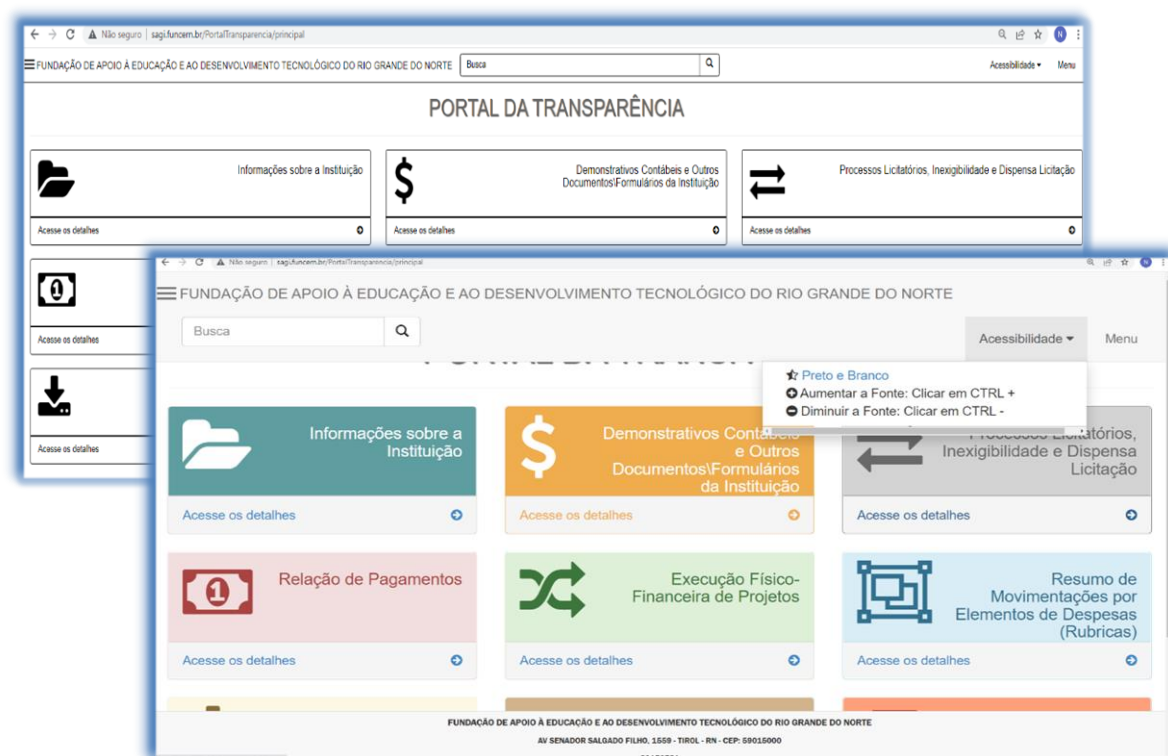 Não seguro | sagi.funcern.br/PortalTransparencia/principal
N
FUNDAÇÃO DE APOIO À EDUCAÇÃO E AO DESENVOLVIMENTO TECNOLÓGICO DO RIO GRANDE DO NORTE
Busca
Acessibilidade
Menu
PORTAL DA TRANSPARÊNCIA
Informações sobre a Instituição
Acesse os detalhes
Demonstrativos Contábeis e Outros
Documentos\Formulários da Instituição
Acesse os detalhes
Processos Licitatórios, Inexigibilidade e Dispensa Licitação
Acesse os detalhes
Acesse os detalhes
Acesse os detalhes
Não seguro | sagi.funcern.br/PortalTransparencia/principal
N
FUNDAÇÃO DE APOIO À EDUCAÇÃO E AO DESENVOLVIMENTO TECNOLÓGICO DO RIO GRANDE DO NORTE
Busca
Acessibilidade
Menu
Preto e Branco
Aumentar a Fonte: Clicar em CTRL +
Diminuir a Fonte: Clicar em CTRL -
Informações sobre a
Instituição
Acesse os detalhes
Demonstrativos Contábeis
e Outros
Documentos\Formulários
da Instituição
Acesse os detalhes
Processos Licitatórios,
Inexigibilidade e Dispensa
Licitação
Acesse os detalhes
Relação de Pagamentos
Acesse os detalhes
Execução Físico-
Financeira de Projetos
Acesse os detalhes
Resumo de
Movimentações por
Elementos de Despesas
(Rubricas)
Acesse os detalhes
FUNDAÇÃO DE APOIO À EDUCAÇÃO E AO DESENVOLVIMENTO TECNOLÓGICO DO RIO GRANDE DO NORTE
AV SENADOR SALGADO FILHO, 1559 - TIROL - RN - CEP: 59015000